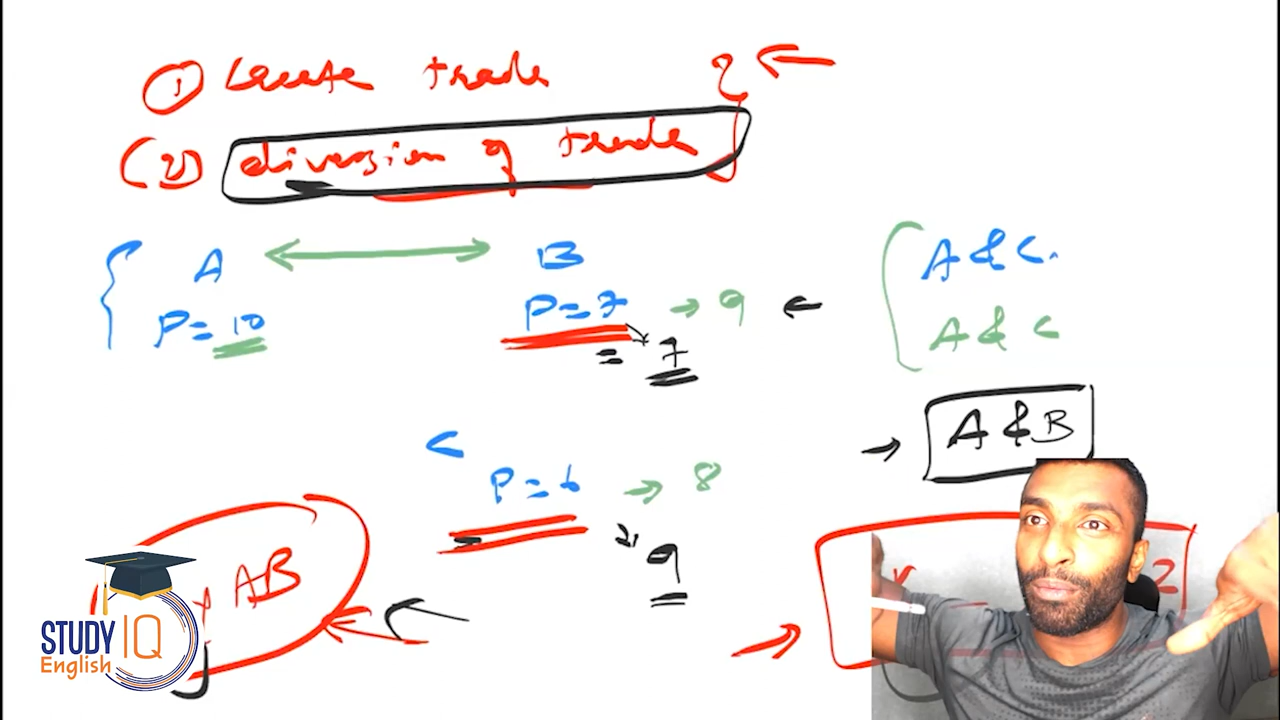 ① create trade
(2) diversion of trade
A B A & C.
P = 10 P = 7 → 9 ← A & C
= 7
→ A & B
C
P = 6 → 8
9
AB
STUDY IQ
English